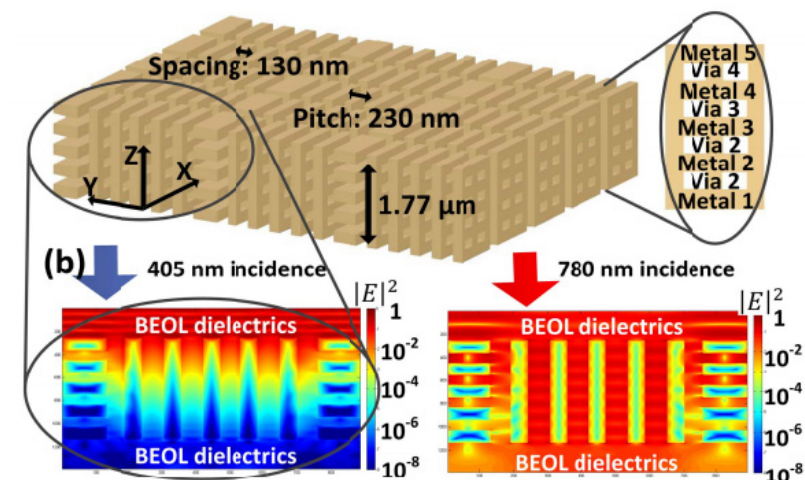 Spacing: 130 nm
Pitch: 230 nm
1.77 μm
Z
X
Y
Metal 5
Via 4
Metal 4
Via 3
Metal 3
Via 2
Metal 2
Via 2
Metal 1
(b)
405 nm incidence
780 nm incidence
|E|²
BEOL dielectrics
BEOL dielectrics
1
10⁻²
10⁻⁴
10⁻⁶
10⁻⁸
|E|²
BEOL dielectrics
BEOL dielectrics
1
10⁻²
10⁻⁴
10⁻⁶
10⁻⁸